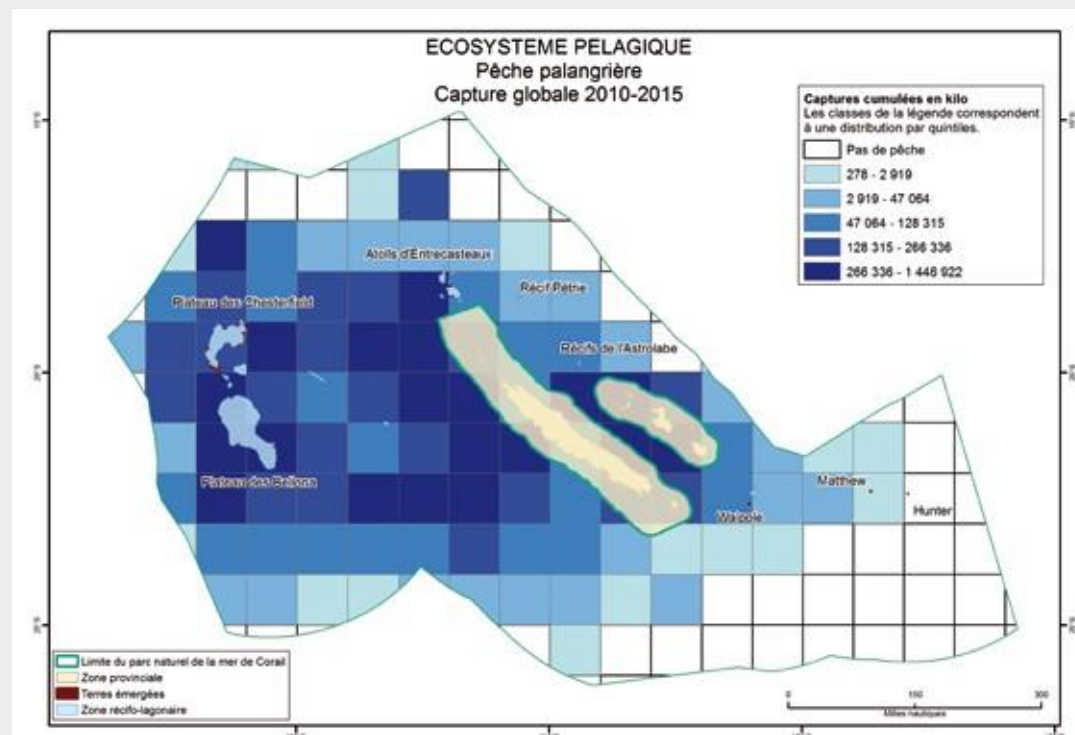 ECOSYSTEME PELAGIQUE
Pêche palangrière
Capture globale 2010-2015
Captures cumulées en kilo
Les classes de la légende correspondent
à une distribution par quintiles.
Pas de pêche
278 - 2 919
2 919 - 47 064
47 064 - 128 315
128 315 - 266 336
266 336 - 1 446 922
Atolls d'Entrecasteaux
Récif Pétrie
Plateau des Chesterfield
Récifs de l'Astrolabe
Plateau des Bellona
Matthew
Walpole
Hunter
Limite du parc naturel de la mer de Corail
Zone provinciale
Terres émergées
Zone récifo-lagonaire
0 150 300
Milles nautiques